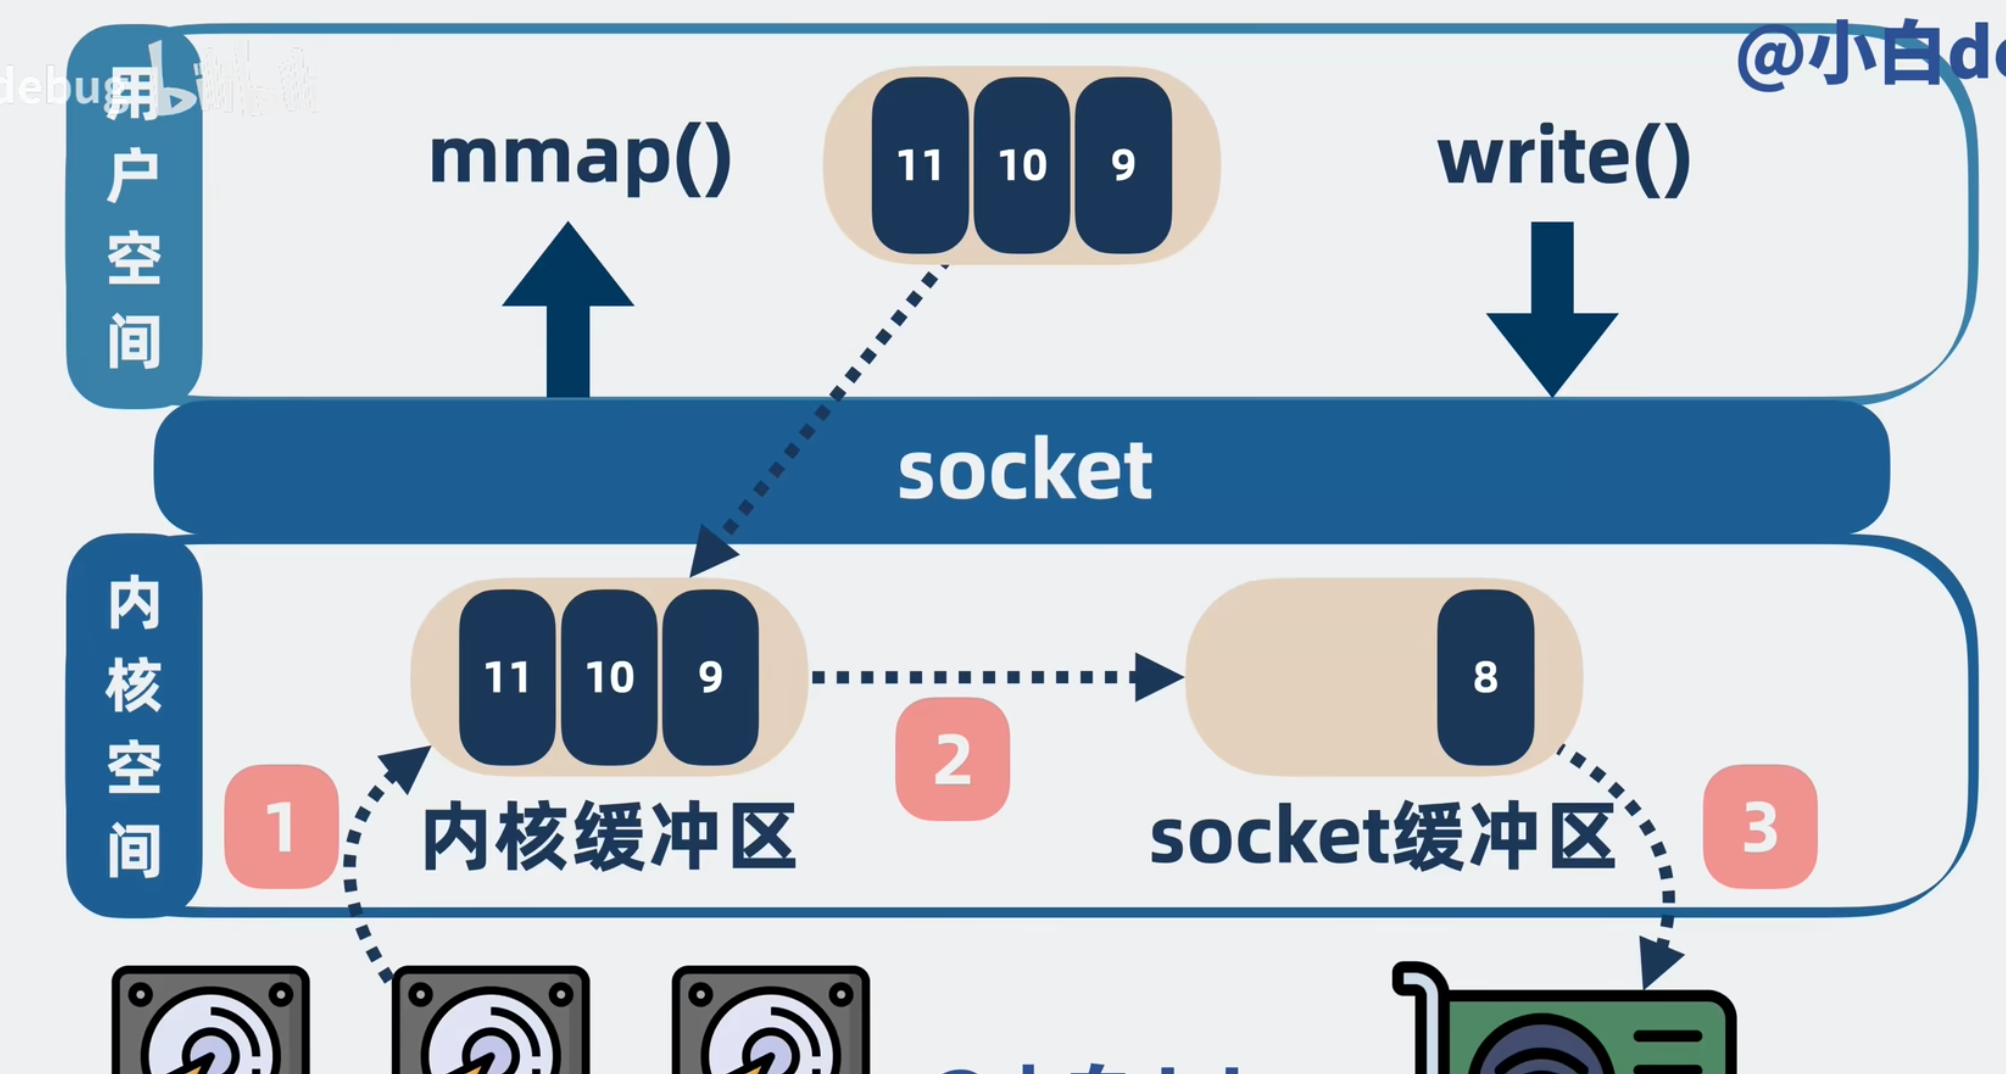 @小白de
debug
用户空间
mmap()
11 10 9
write()
socket
内核空间
11 10 9
8
1
2
3
内核缓冲区
socket缓冲区